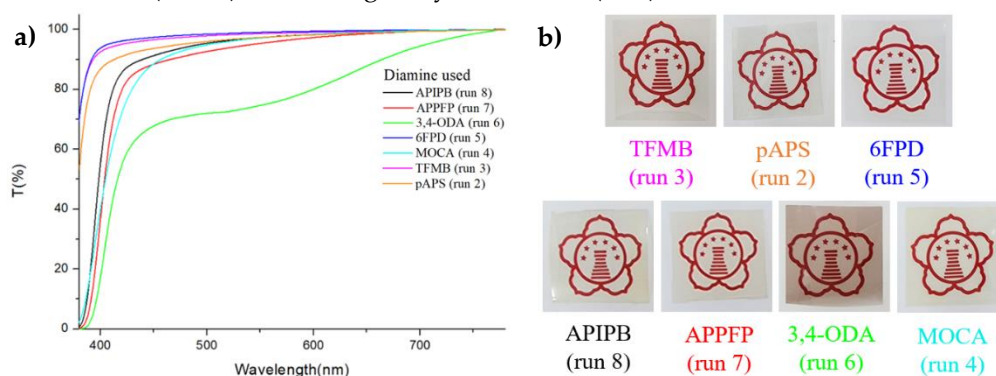 a)
T(%)
100
80
60
40
20
0
400
500
600
700
Wavelength(nm)
Diamine used
APIPB (run 8)
APPFP (run 7)
3,4-ODA (run 6)
6FPD (run 5)
MOCA (run 4)
TFMB (run 3)
pAPS (run 2)
b)
TFMB pAPS 6FPD
(run 3) (run 2) (run 5)
APIPB APPFP 3,4-ODA MOCA
(run 8) (run 7) (run 6) (run 4)